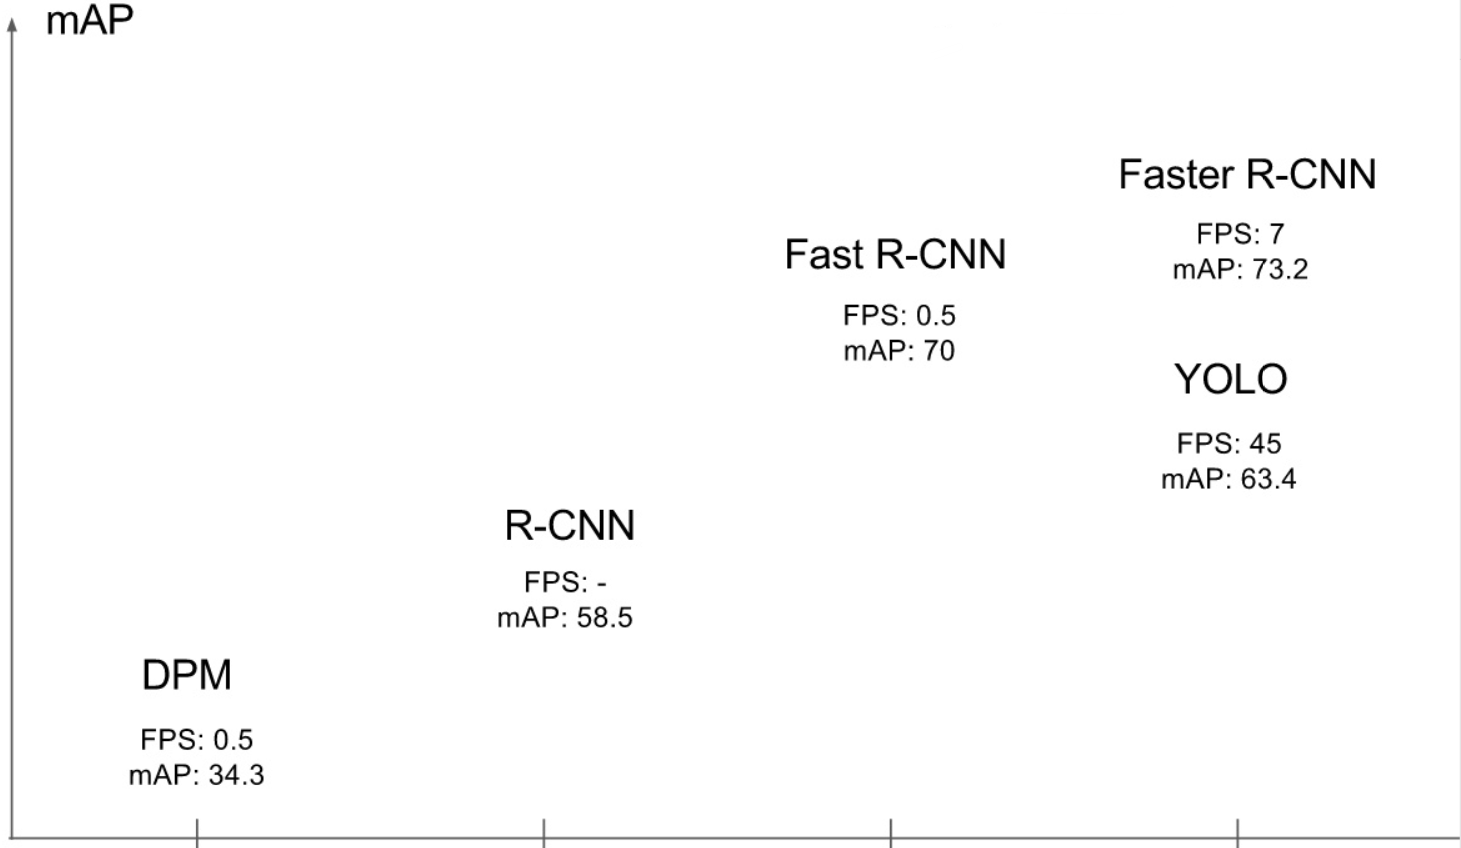 mAP
Faster R-CNN
FPS: 7
mAP: 73.2
Fast R-CNN
FPS: 0.5
mAP: 70
YOLO
FPS: 45
mAP: 63.4
R-CNN
FPS: -
mAP: 58.5
DPM
FPS: 0.5
mAP: 34.3